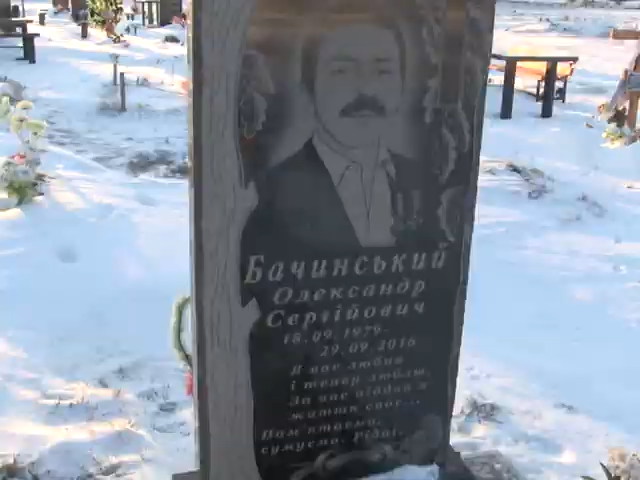 Бачинський
Олександр
Сергійович
18.09.1979-
29.09.2016
Я вас любив
і тепер люблю.
За вас віддав я
життя своє...
Пам'ятаємо,
сумуємо. Рідні.